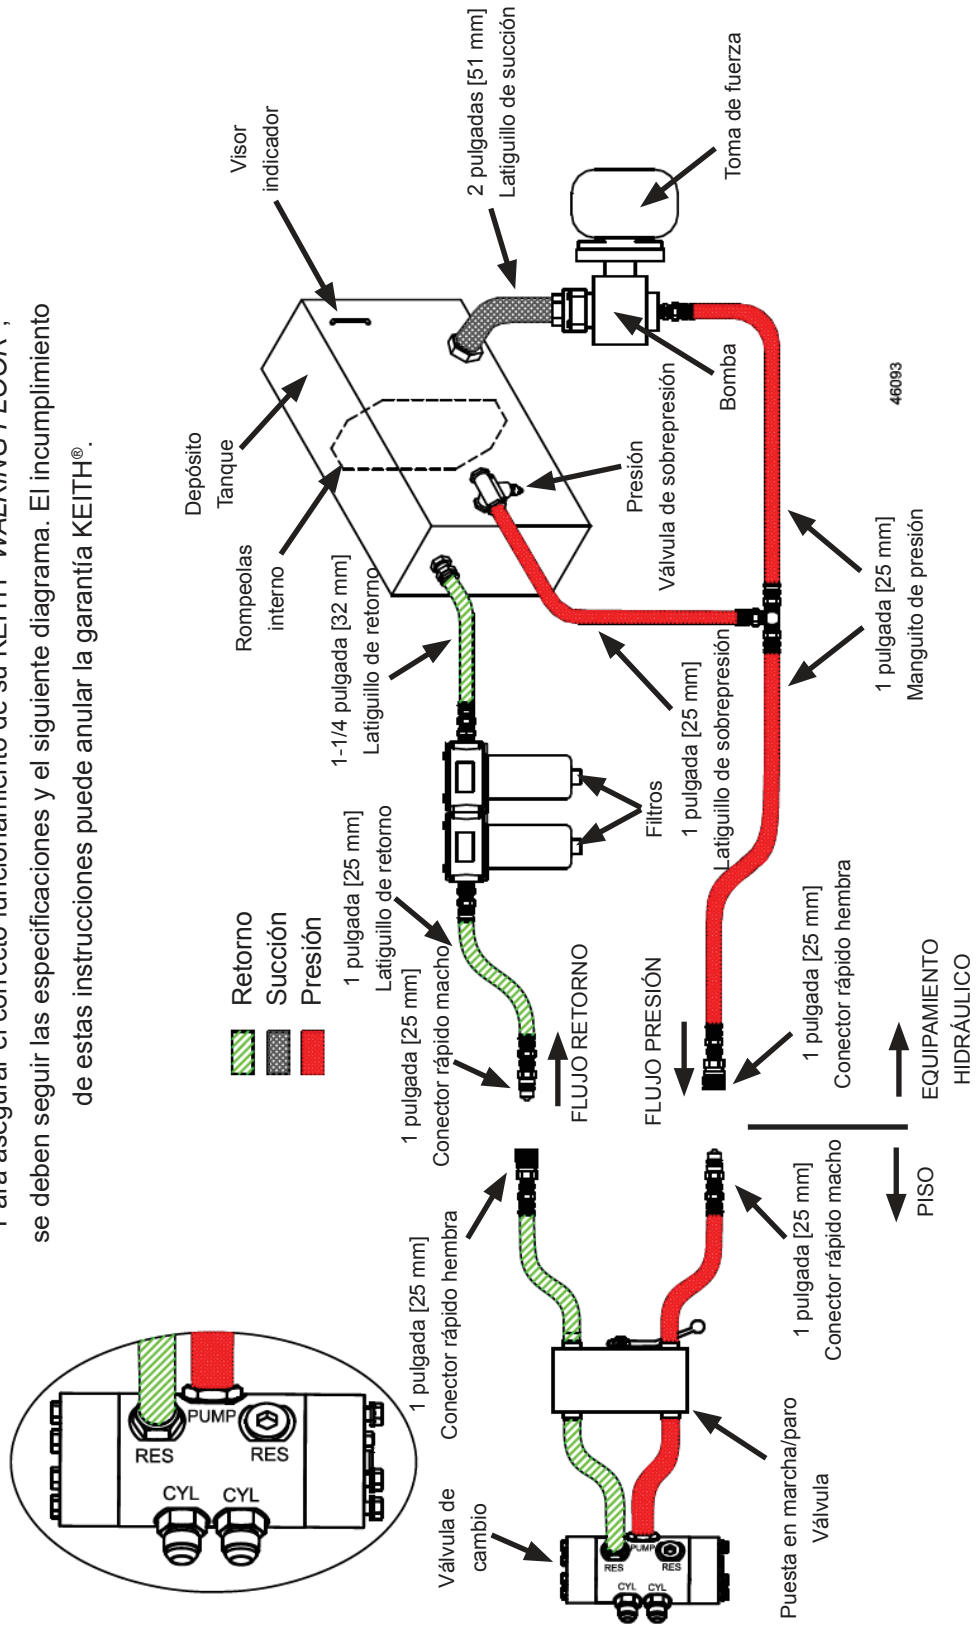 se deben seguir las especificaciones y el siguiente diagrama. El incumplimiento
de estas instrucciones puede anular la garantía KEITH®.
Retorno
Succión
Presión
Visor
indicador
Depósito
Tanque
Rompeolas
interno
2 pulgadas [51 mm]
Latiguillo de succión
Toma de fuerza
Bomba
Presión
Válvula de sobrepresión
1-1/4 pulgada [32 mm]
Latiguillo de retorno
1 pulgada [25 mm]
Latiguillo de retorno
Filtros
1 pulgada [25 mm]
Latiguillo de sobrepresión
1 pulgada [25 mm]
Manguito de presión
46093
1 pulgada [25 mm]
Conector rápido macho
FLUJO RETORNO
FLUJO PRESIÓN
1 pulgada [25 mm]
Conector rápido hembra
EQUIPAMIENTO
HIDRÁULICO
PISO
1 pulgada [25 mm]
Conector rápido hembra
1 pulgada [25 mm]
Conector rápido macho
Puesta en marcha/paro
Válvula
Válvula de
cambio
RES
PUMP
RES
CYL
CYL
RES
PUMP
RES
CYL
CYL